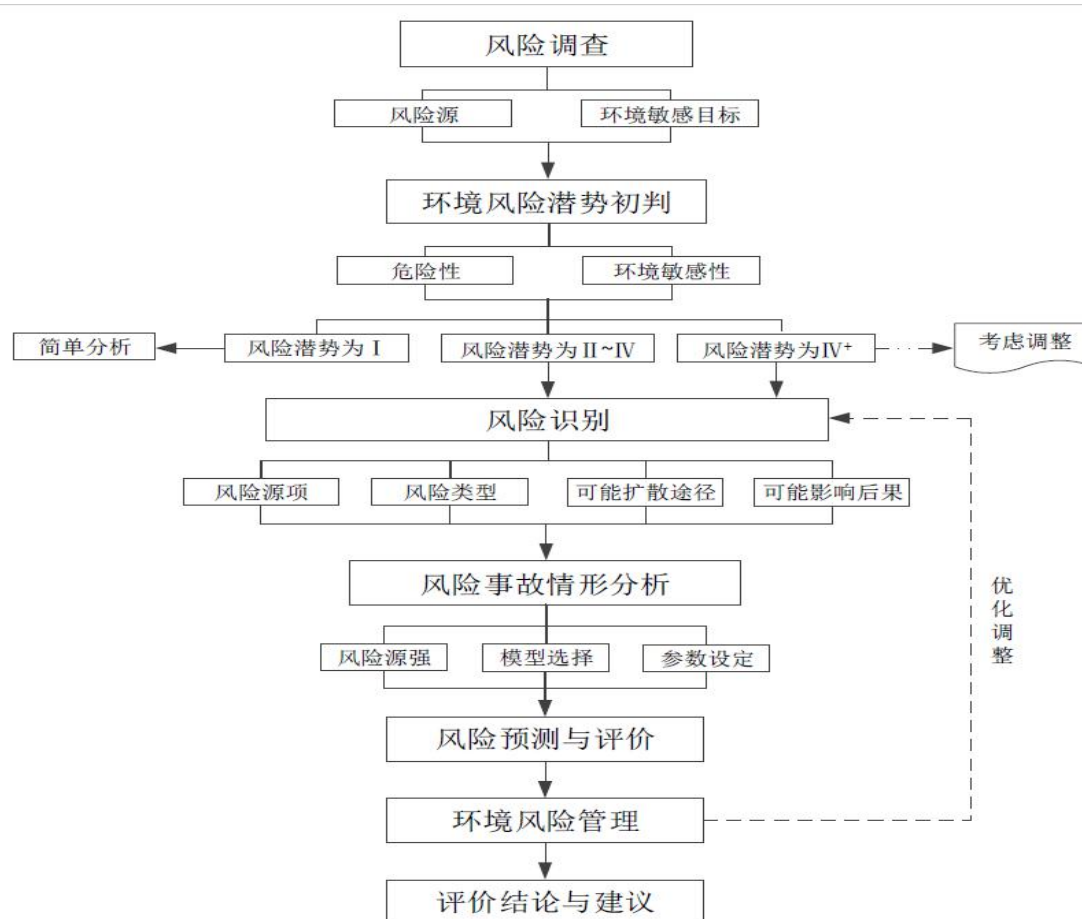 风险调查
风险源
环境敏感目标
环境风险潜势初判
危险性
环境敏感性
简单分析
风险潜势为Ⅰ
风险潜势为Ⅱ~Ⅳ
风险潜势为Ⅳ⁺
考虑调整
风险识别
风险源项
风险类型
可能扩散途径
可能影响后果
风险事故情形分析
优化调整
风险源强
模型选择
参数设定
风险预测与评价
环境风险管理
评价结论与建议